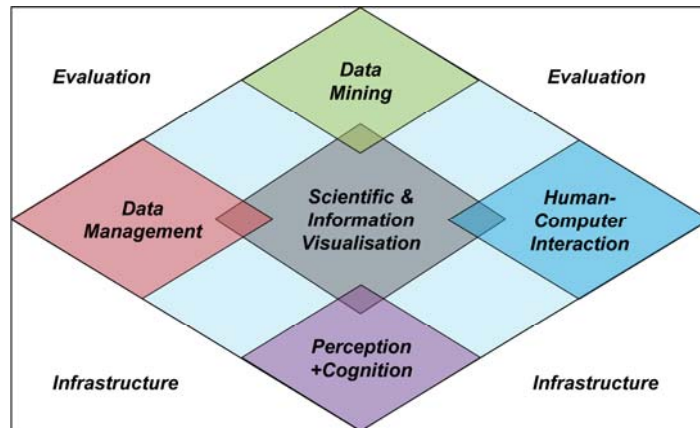 Evaluation
Data
Mining
Evaluation
Data
Management
Scientific &
Information
Visualisation
Human-
Computer
Interaction
Perception
+Cognition
Infrastructure
Infrastructure